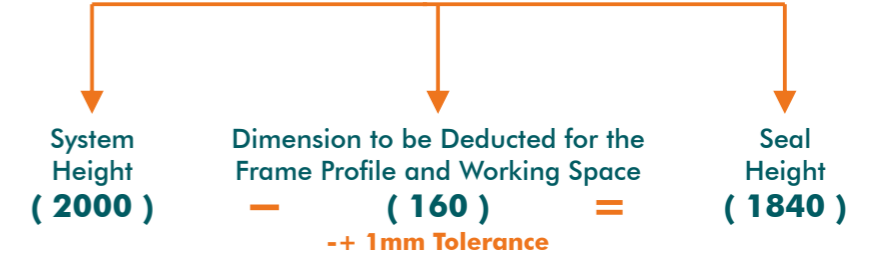 System
Height
( 2000 )
−
Dimension to be Deducted for the
Frame Profile and Working Space
( 160 )
-+ 1mm Tolerance
=
Seal
Height
( 1840 )